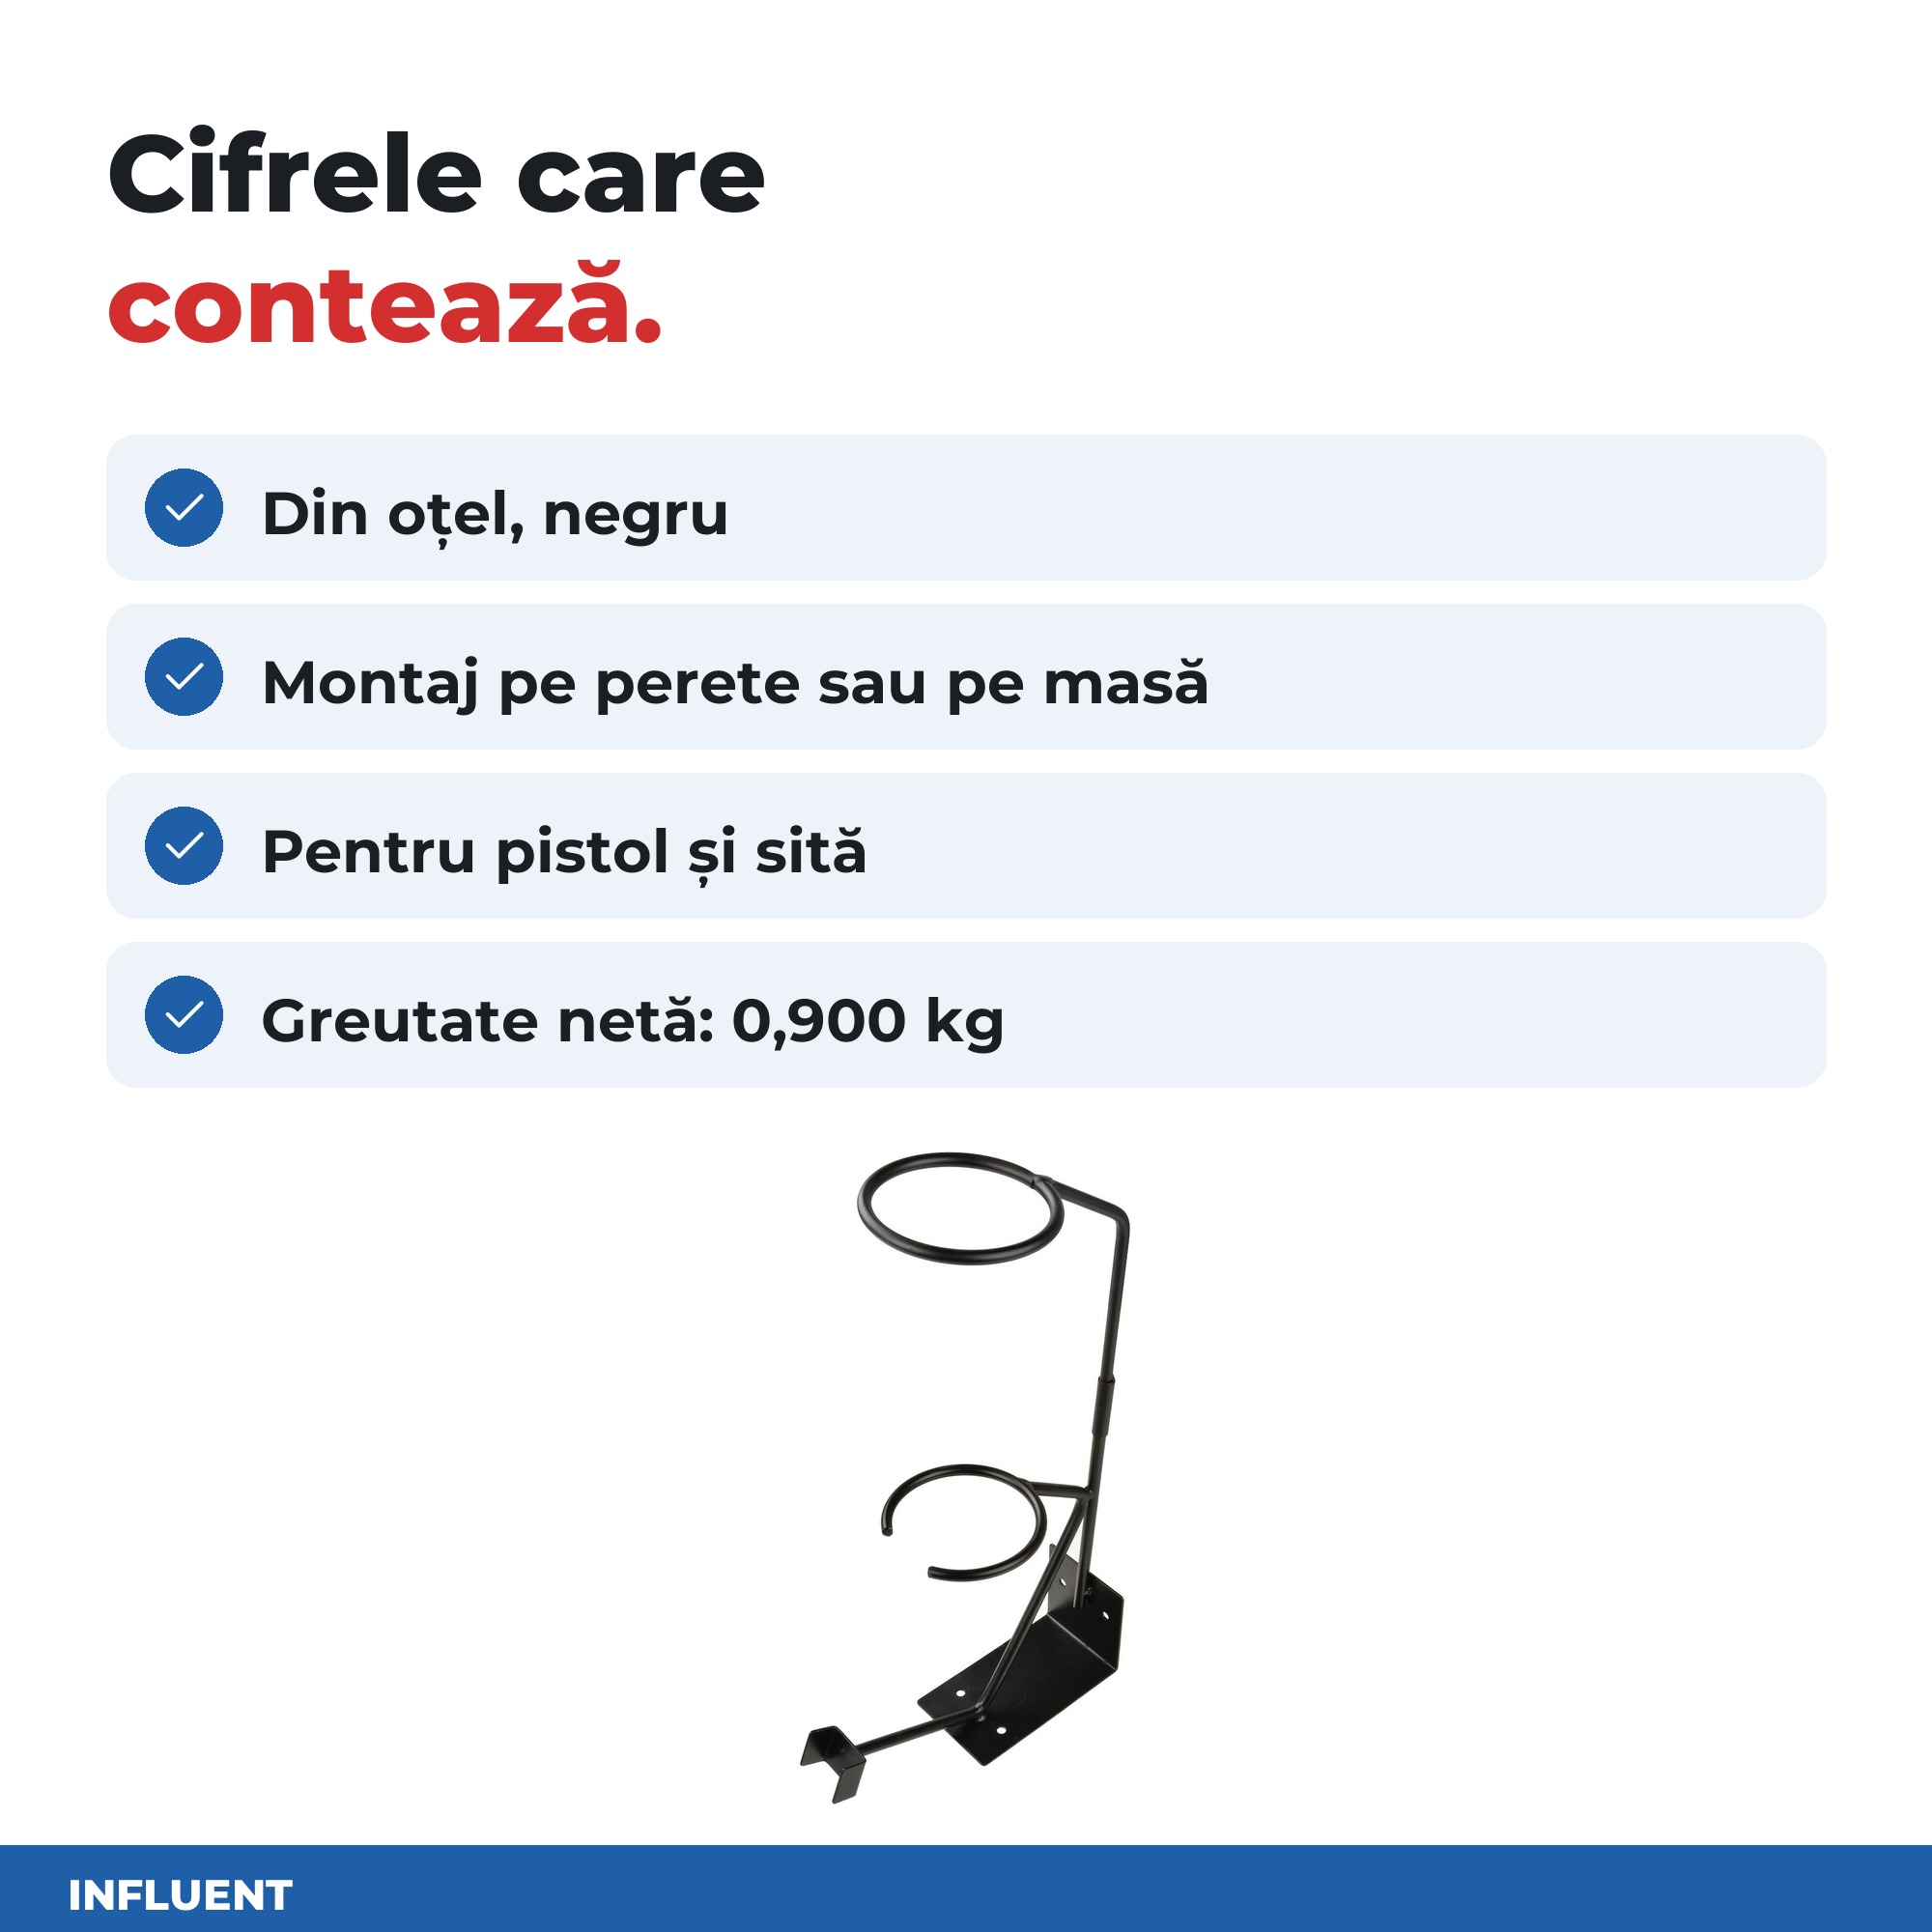 Cifrele care
contează.
Din oțel, negru
Montaj pe perete sau pe masă
Pentru pistol și sită
Greutate netă: 0,900 kg
INFLUENT